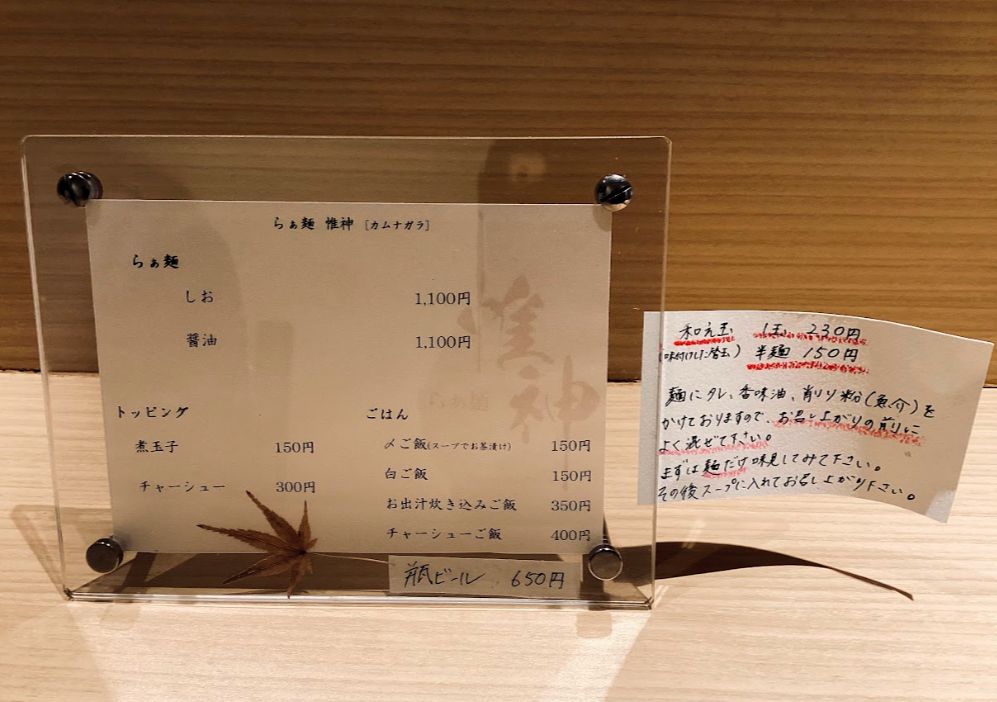 らぁ麺 惟神 [カムナガラ]
らぁ麺
しお 1,100円
醤油 1,100円
惟神
らぁ麺
トッピング
煮玉子 150円
チャーシュー 300円
ごはん
〆ご飯(スープでお茶漬け) 150円
白ご飯 150円
お出汁炊き込みご飯 350円
チャーシューご飯 400円
瓶ビール 650円
和え玉 1玉 230円
(味付けした替玉) 半麺 150円
麺にタレ、香味油、削り粉(魚介)を
かけておりますので、お召し上がりの前に
よく混ぜて下さい。
まずは麺だけ味見してみて下さい。
その後スープに入れてお召し上がり下さい。